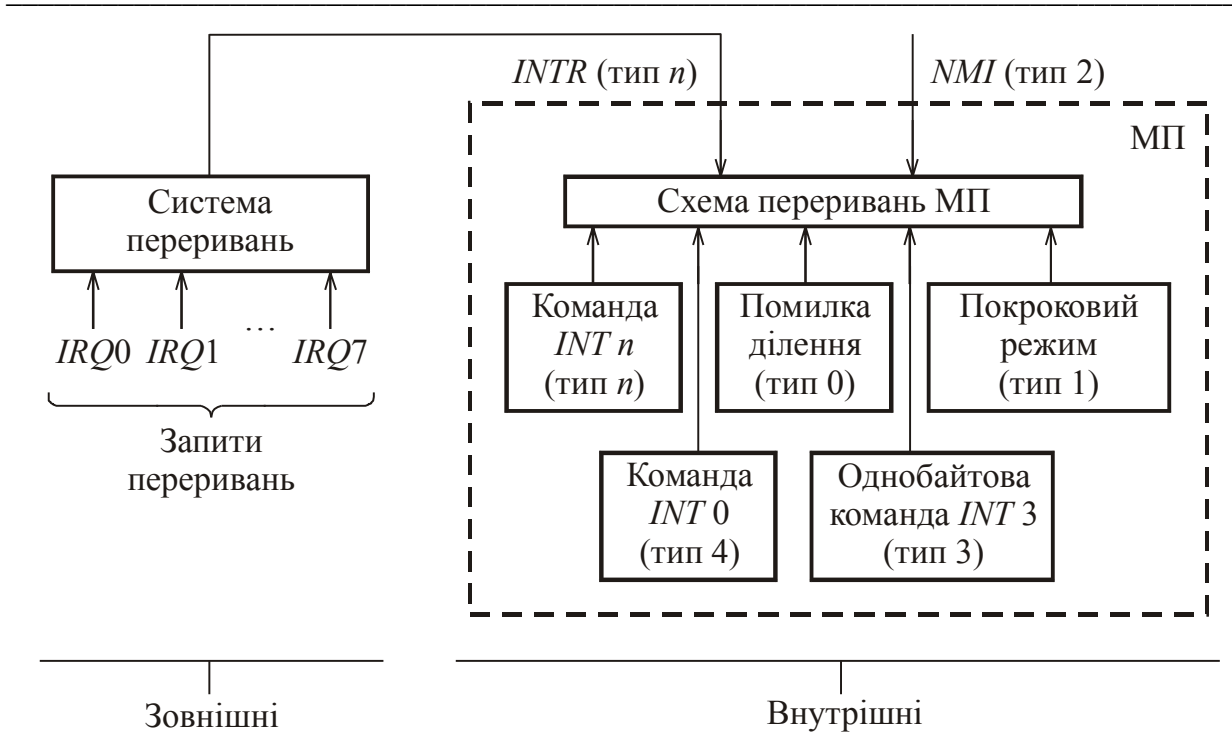 INTR (тип n)
NMI (тип 2)
МП
Система
переривань
Схема переривань МП
IRQ0 IRQ1 … IRQ7
Запити
переривань
Команда
INT n
(тип n)
Помилка
ділення
(тип 0)
Покроковий
режим
(тип 1)
Команда
INT 0
(тип 4)
Однобайтова
команда INT 3
(тип 3)
Зовнішні
Внутрішні